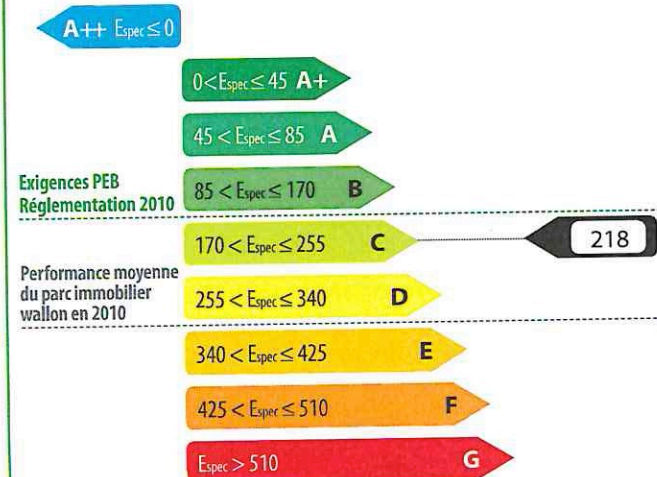 A++ Espec ≤ 0
0 < Espec ≤ 45 A+
45 < Espec ≤ 85 A
Exigences PEB
Réglementation 2010
85 < Espec ≤ 170 B
170 < Espec ≤ 255 C
218
Performance moyenne
du parc immobilier
wallon en 2010
255 < Espec ≤ 340 D
340 < Espec ≤ 425 E
425 < Espec ≤ 510 F
Espec > 510 G